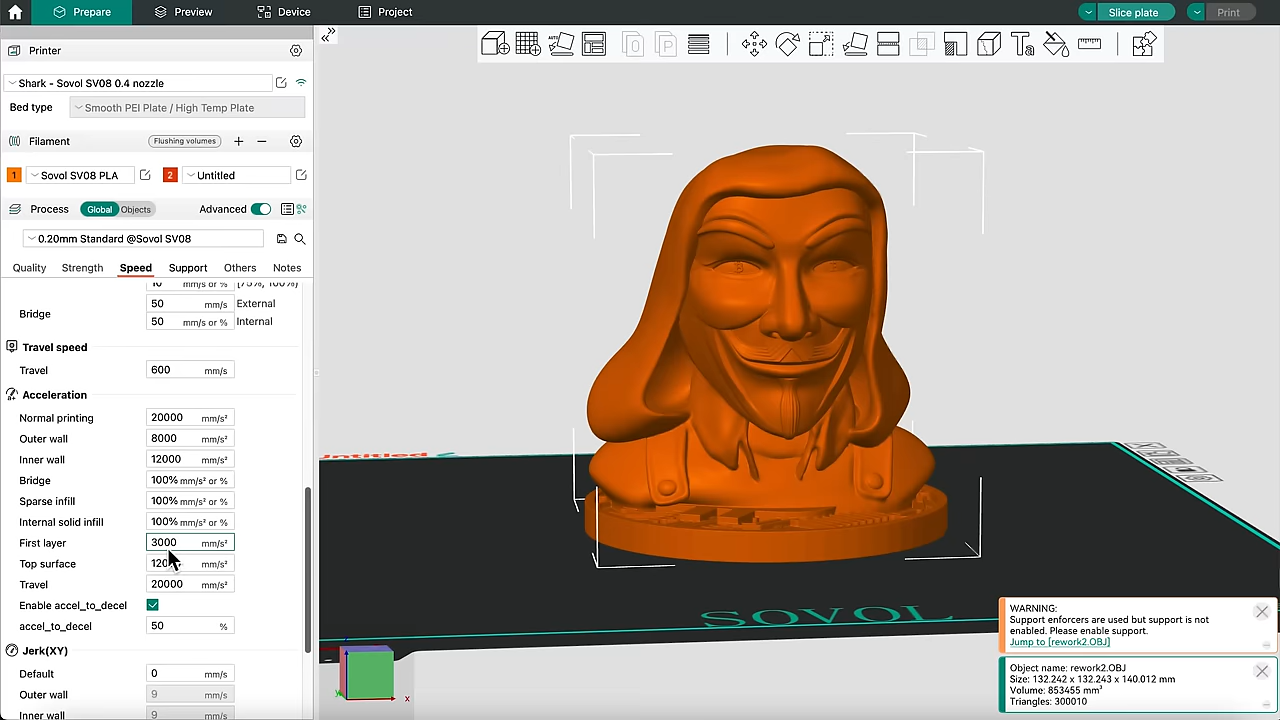 Prepare
Preview
Device
Project
Slice plate
Print
Printer
Shark - Sovol SV08 0.4 nozzle
Bed type
Smooth PEI Plate / High Temp Plate
Filament
Flushing volumes
1 Sovol SV08 PLA
2 Untitled
Process Global Objects Advanced
0.20mm Standard @Sovol SV08
Quality Strength Speed Support Others Notes
10 mm/s or % [75%, 100%)
Bridge
50 mm/s External
50 mm/s or % Internal
Travel speed
Travel 600 mm/s
Acceleration
Normal printing 20000 mm/s²
Outer wall 8000 mm/s²
Inner wall 12000 mm/s²
Bridge 100% mm/s² or %
Sparse infill 100% mm/s² or %
Internal solid infill 100% mm/s² or %
First layer 3000 mm/s²
Top surface mm/s²
Travel 20000 mm/s²
Enable accel_to_decel
accel_to_decel 50 %
Jerk(XY)
Default 0 mm/s
Outer wall 9 mm/s
Inner wall 9 mm/s
Untitled
SOVOL
x
WARNING:
Support enforcers are used but support is not
enabled. Please enable support.
Jump to [rework2.OBJ]
Object name: rework2.OBJ
Size: 132.242 x 132.243 x 140.012 mm
Volume: 853455 mm³
Triangles: 300010